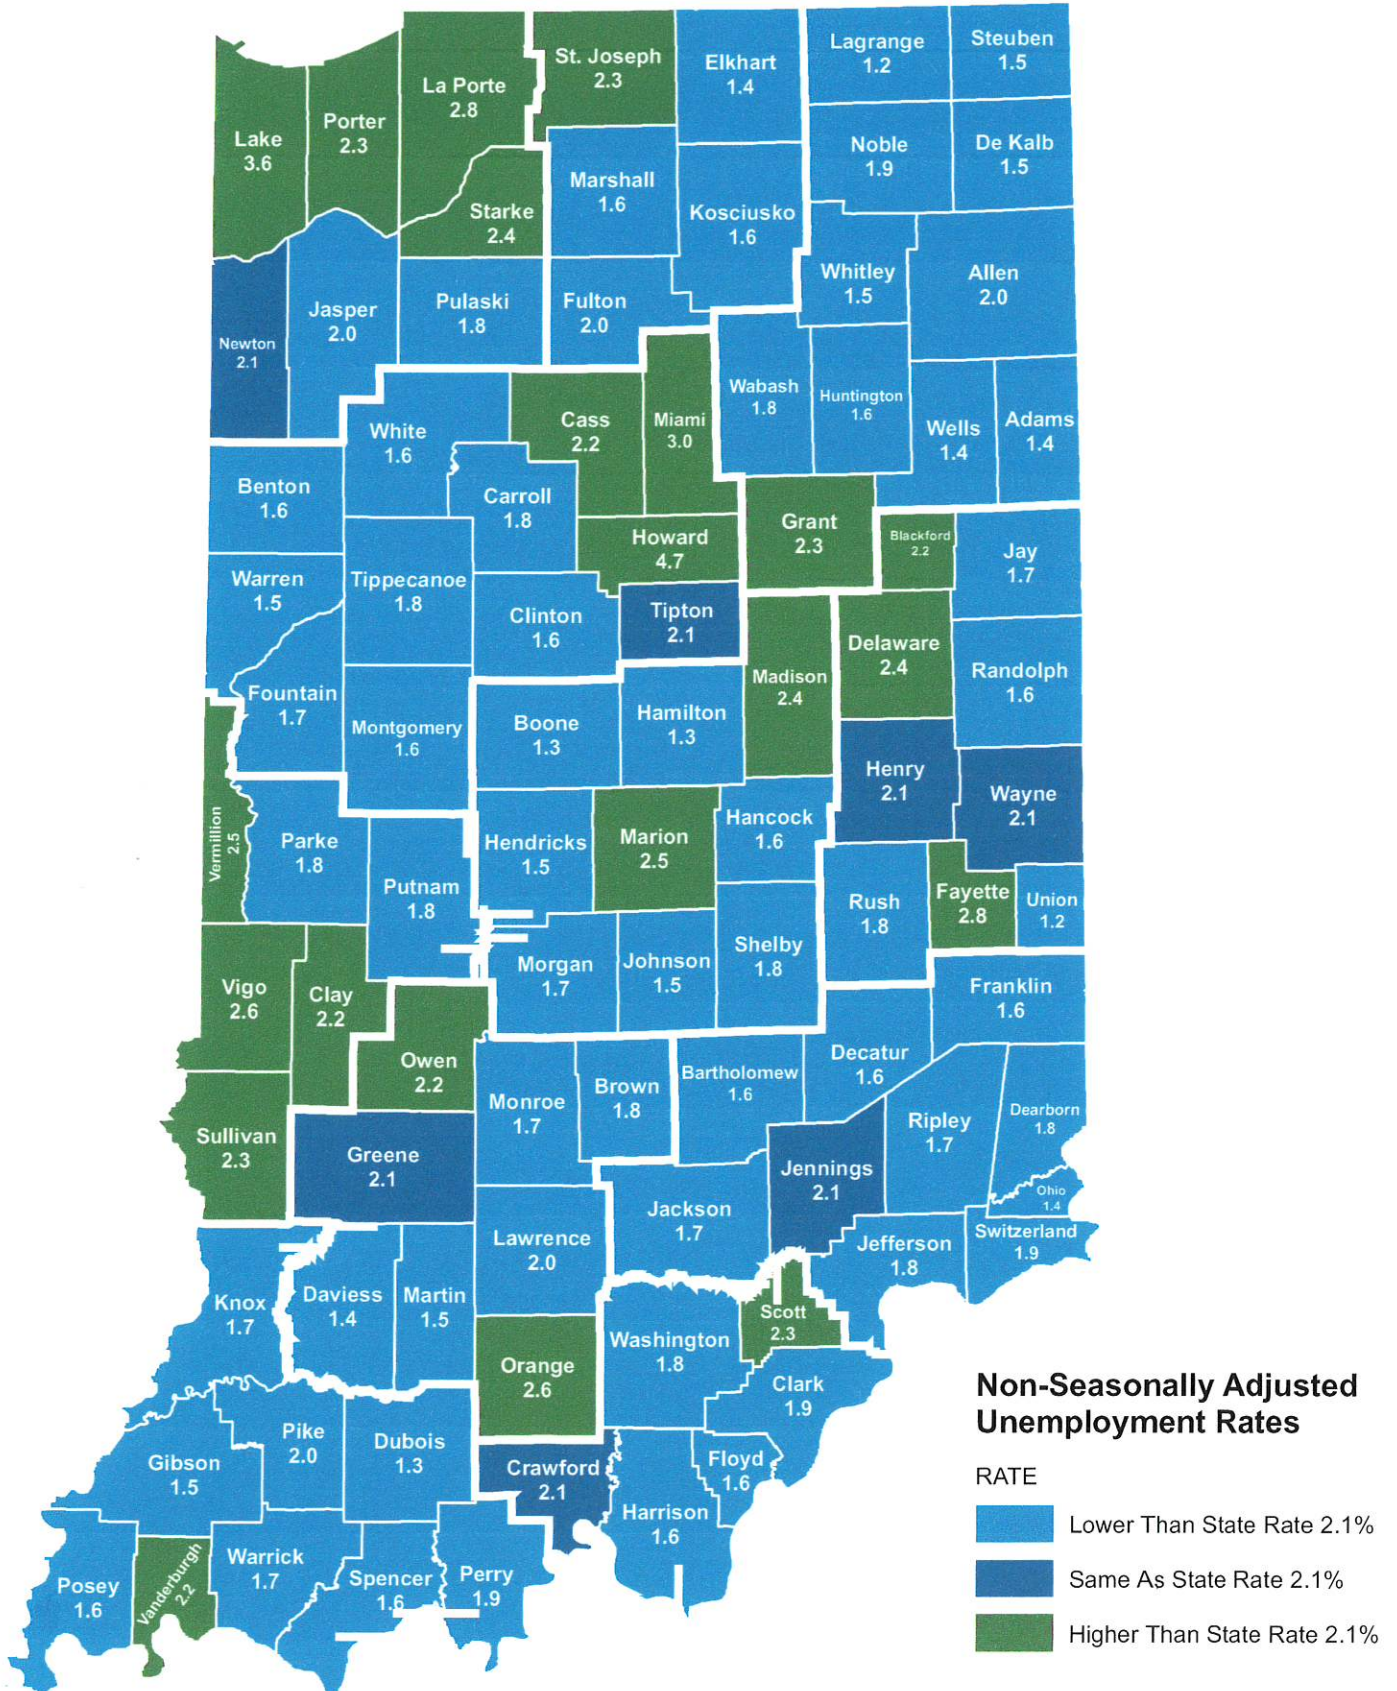 Lagrange
1.2
Steuben
1.5
St. Joseph
2.3
Elkhart
1.4
La Porte
2.8
Porter
2.3
Lake
3.6
Noble
1.9
De Kalb
1.5
Marshall
1.6
Kosciusko
1.6
Starke
2.4
Whitley
1.5
Allen
2.0
Newton
2.1
Jasper
2.0
Pulaski
1.8
Fulton
2.0
Wabash
1.8
Huntington
1.6
Wells
1.4
Adams
1.4
White
1.6
Cass
2.2
Miami
3.0
Benton
1.6
Carroll
1.8
Howard
4.7
Grant
2.3
Blackford
2.2
Jay
1.7
Warren
1.5
Tippecanoe
1.8
Clinton
1.6
Tipton
2.1
Madison
2.4
Delaware
2.4
Randolph
1.6
Fountain
1.7
Montgomery
1.6
Boone
1.3
Hamilton
1.3
Henry
2.1
Wayne
2.1
Vermillion
2.5
Parke
1.8
Putnam
1.8
Hendricks
1.5
Marion
2.5
Hancock
1.6
Rush
1.8
Fayette
2.8
Union
1.2
Vigo
2.6
Clay
2.2
Owen
2.2
Morgan
1.7
Johnson
1.5
Shelby
1.8
Franklin
1.6
Decatur
1.6
Monroe
1.7
Brown
1.8
Bartholomew
1.6
Ripley
1.7
Dearborn
1.8
Sullivan
2.3
Greene
2.1
Jennings
2.1
Ohio
1.4
Jackson
1.7
Lawrence
2.0
Jefferson
1.8
Switzerland
1.9
Knox
1.7
Daviess
1.4
Martin
1.5
Orange
2.6
Washington
1.8
Scott
2.3
Clark
1.9
Gibson
1.5
Pike
2.0
Dubois
1.3
Crawford
2.1
Floyd
1.6
Harrison
1.6
Posey
1.6
Vanderburgh
2.2
Warrick
1.7
Spencer
1.6
Perry
1.9
Non-Seasonally Adjusted
Unemployment Rates
RATE
Lower Than State Rate 2.1%
Same As State Rate 2.1%
Higher Than State Rate 2.1%